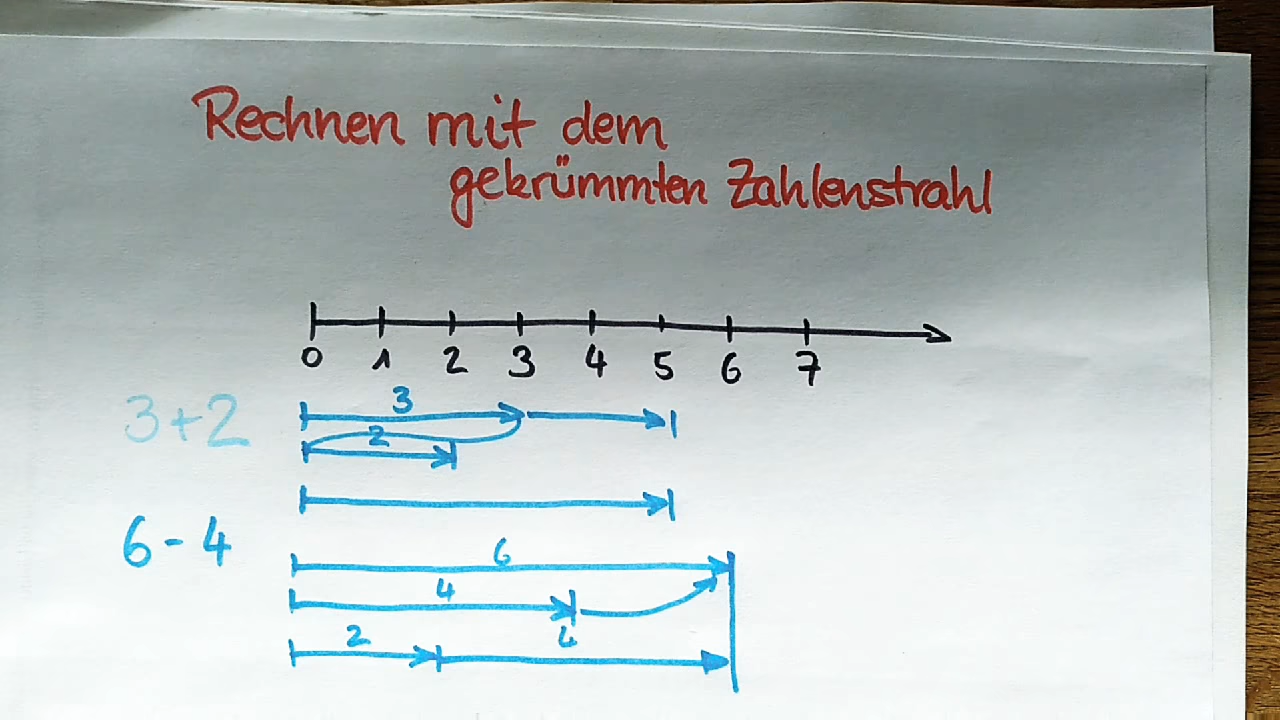 Rechnen mit dem
gekrümmten Zahlenstrahl
0 1 2 3 4 5 6 7
3+2
3
2
6-4
6
4
2 4